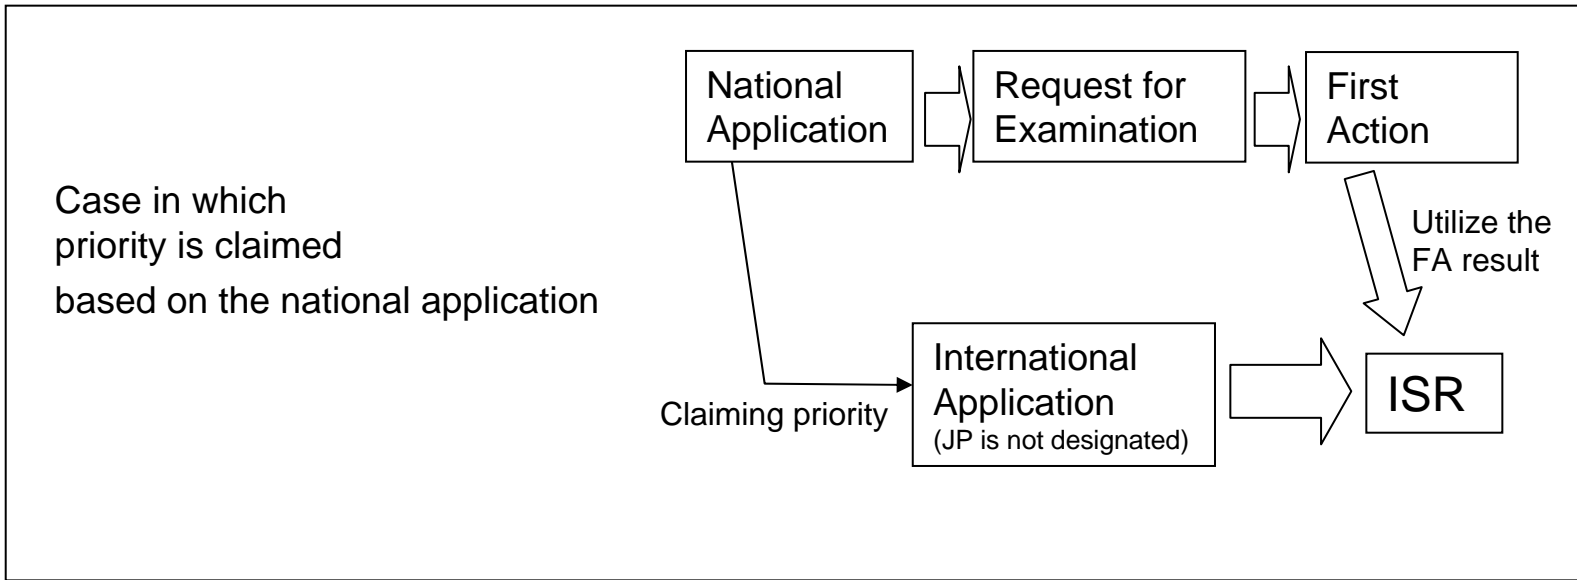 Case in which
priority is claimed
based on the national application
National
Application
Request for
Examination
First
Action
Utilize the
FA result
Claiming priority
International
Application
(JP is not designated)
ISR